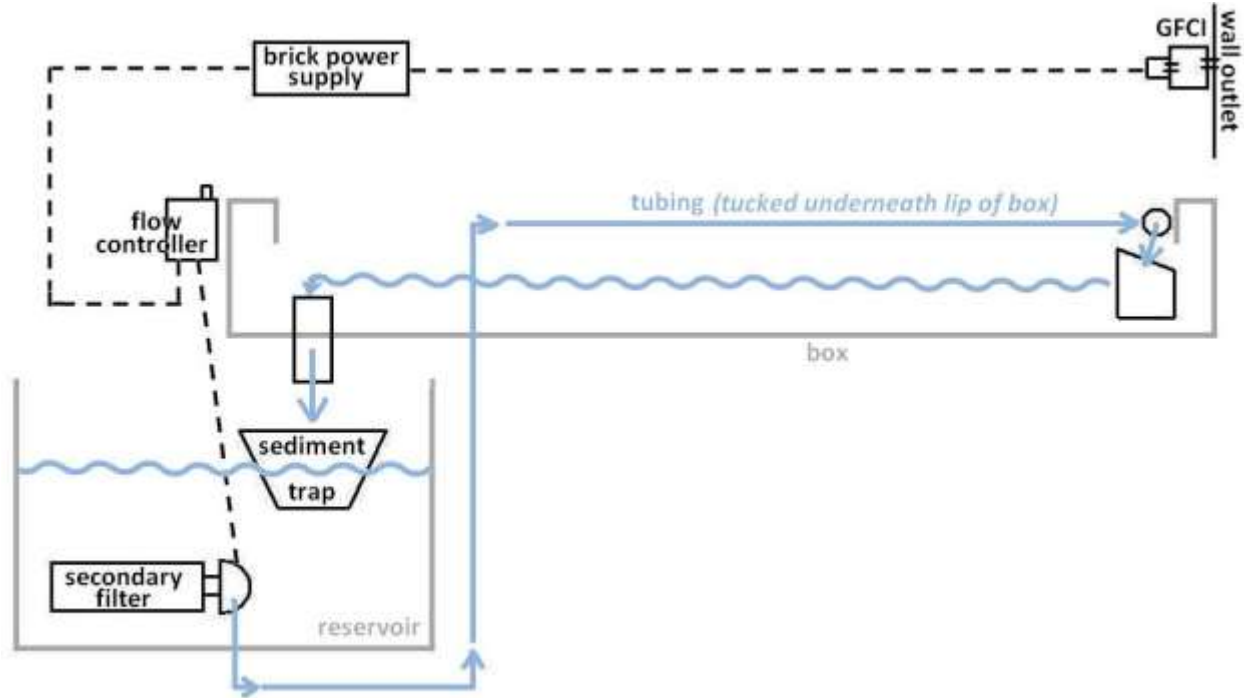 brick power
supply
GFCI
wall outlet
flow
controller
tubing (tucked underneath lip of box)
box
sediment
trap
secondary
filter
reservoir